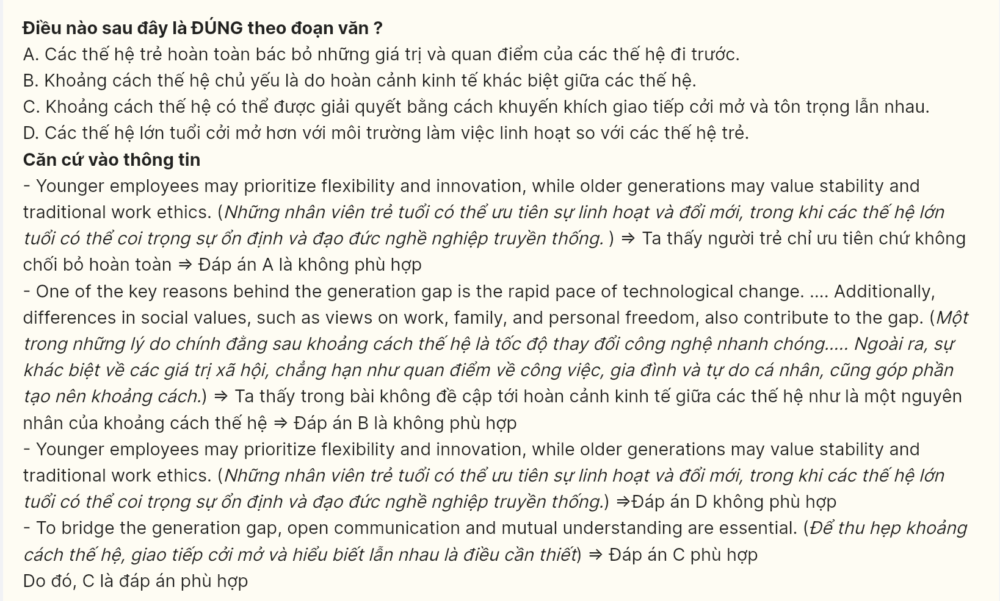 Điều nào sau đây là ĐÚNG theo đoạn văn ?
A. Các thế hệ trẻ hoàn toàn bác bỏ những giá trị và quan điểm của các thế hệ đi trước.
B. Khoảng cách thế hệ chủ yếu là do hoàn cảnh kinh tế khác biệt giữa các thế hệ.
C. Khoảng cách thế hệ có thể được giải quyết bằng cách khuyến khích giao tiếp cởi mở và tôn trọng lẫn nhau.
D. Các thế hệ lớn tuổi cởi mở hơn với môi trường làm việc linh hoạt so với các thế hệ trẻ.
Căn cứ vào thông tin
- Younger employees may prioritize flexibility and innovation, while older generations may value stability and
traditional work ethics. (Những nhân viên trẻ tuổi có thể ưu tiên sự linh hoạt và đổi mới, trong khi các thế hệ lớn
tuổi có thể coi trọng sự ổn định và đạo đức nghề nghiệp truyền thống. ) ⇒ Ta thấy người trẻ chỉ ưu tiên chứ không
chối bỏ hoàn toàn ⇒ Đáp án A là không phù hợp
- One of the key reasons behind the generation gap is the rapid pace of technological change. .... Additionally,
differences in social values, such as views on work, family, and personal freedom, also contribute to the gap. (Một
trong những lý do chính đằng sau khoảng cách thế hệ là tốc độ thay đổi công nghệ nhanh chóng..... Ngoài ra, sự
khác biệt về các giá trị xã hội, chẳng hạn như quan điểm về công việc, gia đình và tự do cá nhân, cũng góp phần
tạo nên khoảng cách.) ⇒ Ta thấy trong bài không đề cập tới hoàn cảnh kinh tế giữa các thế hệ như là một nguyên
nhân của khoảng cách thế hệ ⇒ Đáp án B là không phù hợp
- Younger employees may prioritize flexibility and innovation, while older generations may value stability and
traditional work ethics. (Những nhân viên trẻ tuổi có thể ưu tiên sự linh hoạt và đổi mới, trong khi các thế hệ lớn
tuổi có thể coi trọng sự ổn định và đạo đức nghề nghiệp truyền thống.) ⇒Đáp án D không phù hợp
- To bridge the generation gap, open communication and mutual understanding are essential. (Để thu hẹp khoảng
cách thế hệ, giao tiếp cởi mở và hiểu biết lẫn nhau là điều cần thiết) ⇒ Đáp án C phù hợp
Do đó, C là đáp án phù hợp